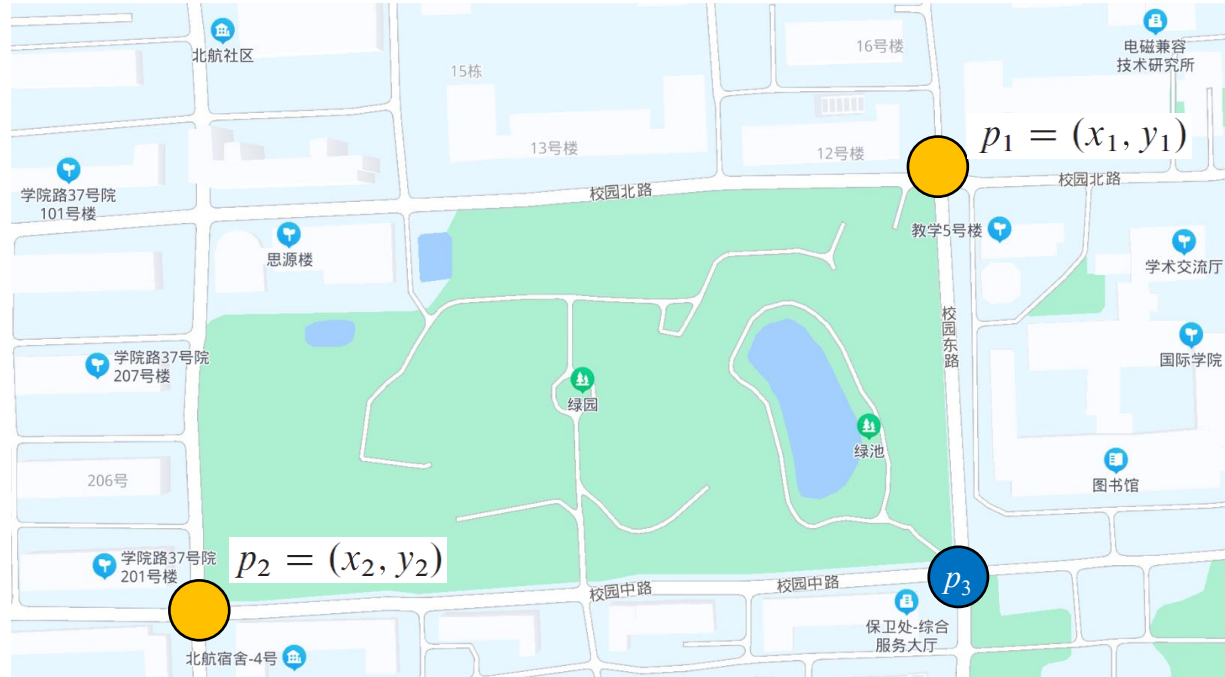 北航社区
15栋
16号楼
电磁兼容
技术研究所
13号楼
12号楼
p₁ = (x₁, y₁)
学院路37号院
101号楼
校园北路
校园北路
思源楼
教学5号楼
学术交流厅
校园东路
学院路37号院
207号楼
国际学院
绿园
绿池
206号
图书馆
学院路37号院
201号楼
p₂ = (x₂, y₂)
校园中路
校园中路
p₃
保卫处-综合
服务大厅
北航宿舍-4号